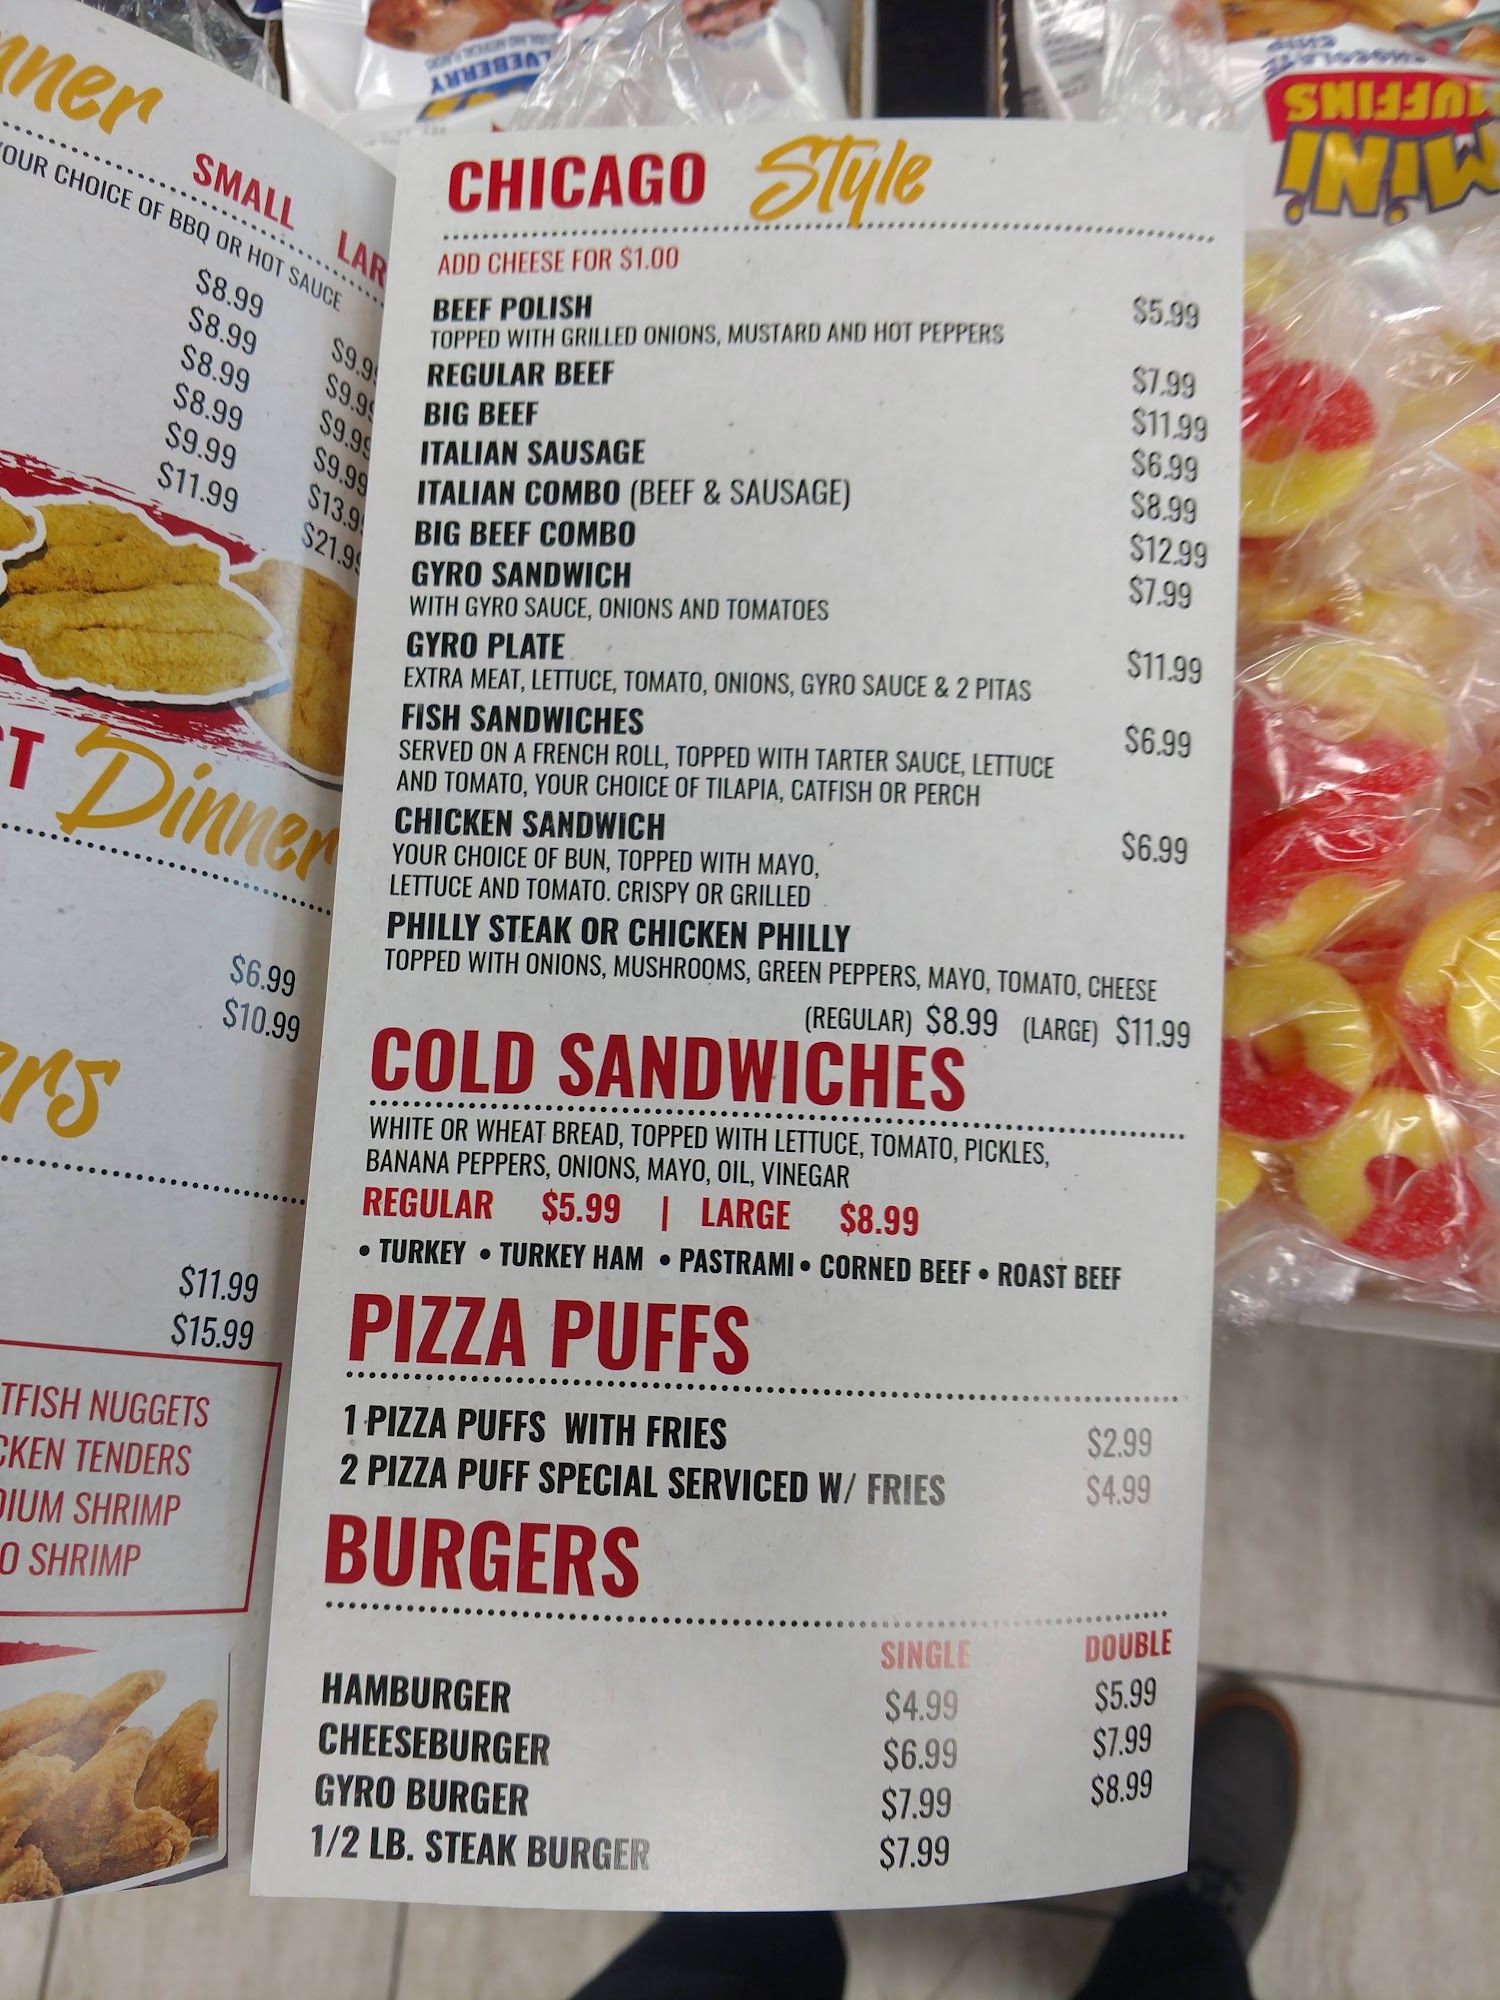 SMALL
YOUR CHOICE OF BBQ OR HOT SAUCE
$8.99
$8.99
$8.99
$8.99
$9.99
$11.99
Dinner
$6.99
$10.99
$11.99
$15.99
NUGGETS
TENDERS
SHRIMP
SHRIMP
CHICAGO Style
ADD CHEESE FOR $1.00
BEEF POLISH $5.99
TOPPED WITH GRILLED ONIONS, MUSTARD AND HOT PEPPERS
REGULAR BEEF $7.99
BIG BEEF $11.99
ITALIAN SAUSAGE $6.99
ITALIAN COMBO (BEEF & SAUSAGE) $8.99
BIG BEEF COMBO $12.99
GYRO SANDWICH $7.99
WITH GYRO SAUCE, ONIONS AND TOMATOES
GYRO PLATE $11.99
EXTRA MEAT, LETTUCE, TOMATO, ONIONS, GYRO SAUCE & 2 PITAS
FISH SANDWICHES $6.99
SERVED ON A FRENCH ROLL, TOPPED WITH TARTER SAUCE, LETTUCE
AND TOMATO, YOUR CHOICE OF TILAPIA, CATFISH OR PERCH
CHICKEN SANDWICH $6.99
YOUR CHOICE OF BUN, TOPPED WITH MAYO,
LETTUCE AND TOMATO. CRISPY OR GRILLED
PHILLY STEAK OR CHICKEN PHILLY
TOPPED WITH ONIONS, MUSHROOMS, GREEN PEPPERS, MAYO, TOMATO, CHEESE
(REGULAR) $8.99 (LARGE) $11.99
COLD SANDWICHES
WHITE OR WHEAT BREAD, TOPPED WITH LETTUCE, TOMATO, PICKLES,
BANANA PEPPERS, ONIONS, MAYO, OIL, VINEGAR
REGULAR $5.99 | LARGE $8.99
• TURKEY • TURKEY HAM • PASTRAMI • CORNED BEEF • ROAST BEEF
PIZZA PUFFS
1 PIZZA PUFFS WITH FRIES $2.99
2 PIZZA PUFF SPECIAL SERVICED W/ FRIES $4.99
BURGERS
SINGLE DOUBLE
HAMBURGER $4.99 $5.99
CHEESEBURGER $6.99 $7.99
GYRO BURGER $7.99 $8.99
1/2 LB. STEAK BURGER $7.99
MINI
MUFFINS
CHOCOLATE
CHIP